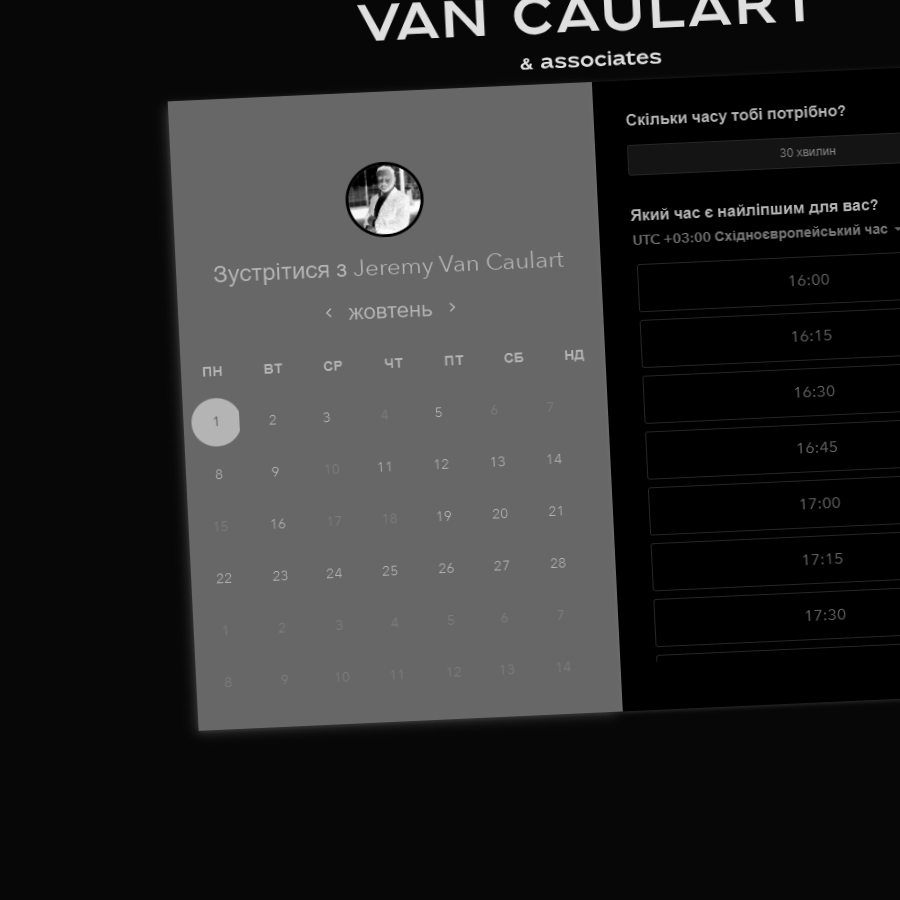 VAN CAULART
& associates
Зустрітися з Jeremy Van Caulart
‹ жовтень ›
ПН ВТ СР ЧТ ПТ СБ НД
1 2 3 4 5 6 7
8 9 10 11 12 13 14
15 16 17 18 19 20 21
22 23 24 25 26 27 28
1 2 3 4 5 6 7
8 9 10 11 12 13 14
Скільки часу тобі потрібно?
30 хвилин
Який час є найліпшим для вас?
UTC +03:00 Східноєвропейський час
16:00
16:15
16:30
16:45
17:00
17:15
17:30